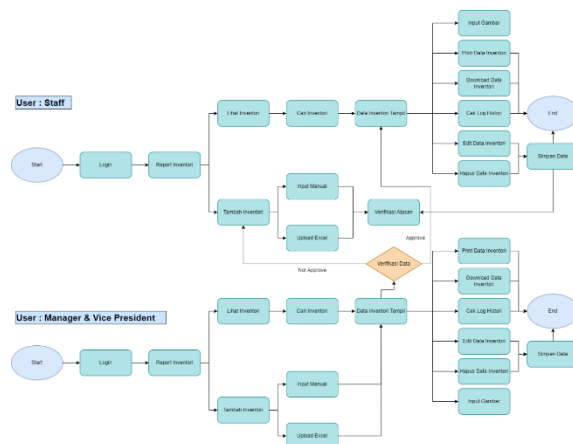 Input Gambar
Print Data Inventori
Download Data
Inventori
User : Staff
Lihat Inventori
Cari Inventori
Data Inventori Tampil
Cek Log Histori
End
Start
Login
Report Inventori
Edit Data Inventori
Simpan Data
Hapus Data Inventori
Input Manual
Tambah Inventori
Verifikasi Atasan
Upload Excel
Approve
Not Approve
Verifikasi Data
Print Data Inventori
Download Data
Inventori
User : Manager & Vice President
Lihat Inventori
Cari Inventori
Data Inventori Tampil
Cek Log Histori
End
Start
Login
Report Inventori
Edit Data Inventori
Simpan Data
Hapus Data Inventori
Input Manual
Input Gambar
Tambah Inventori
Upload Excel